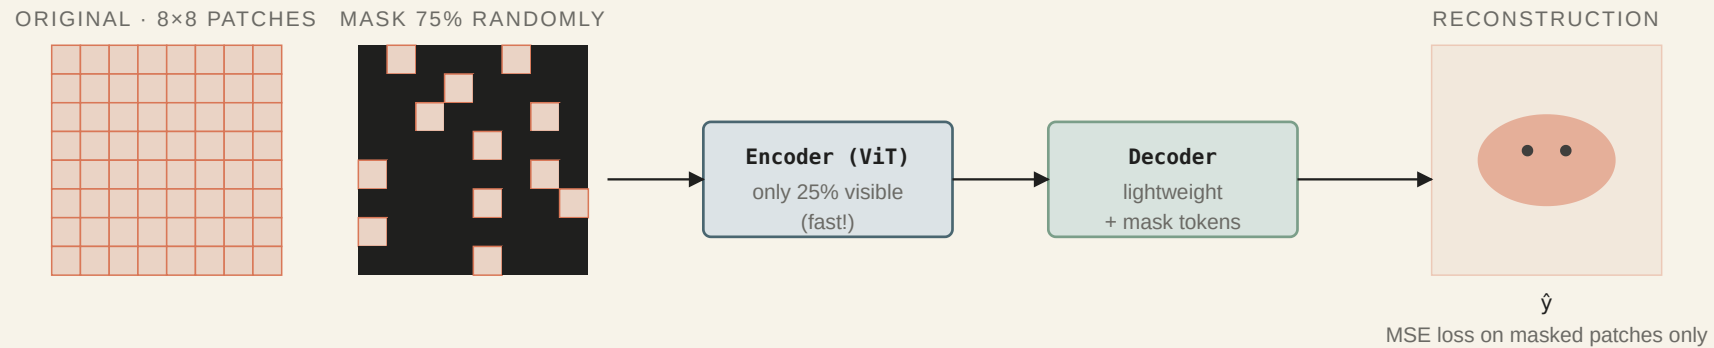 ORIGINAL · 8×8 PATCHES
MASK 75% RANDOMLY
RECONSTRUCTION
Encoder (ViT)
only 25% visible
(fast!)
Decoder
lightweight
+ mask tokens
ŷ
MSE loss on masked patches only